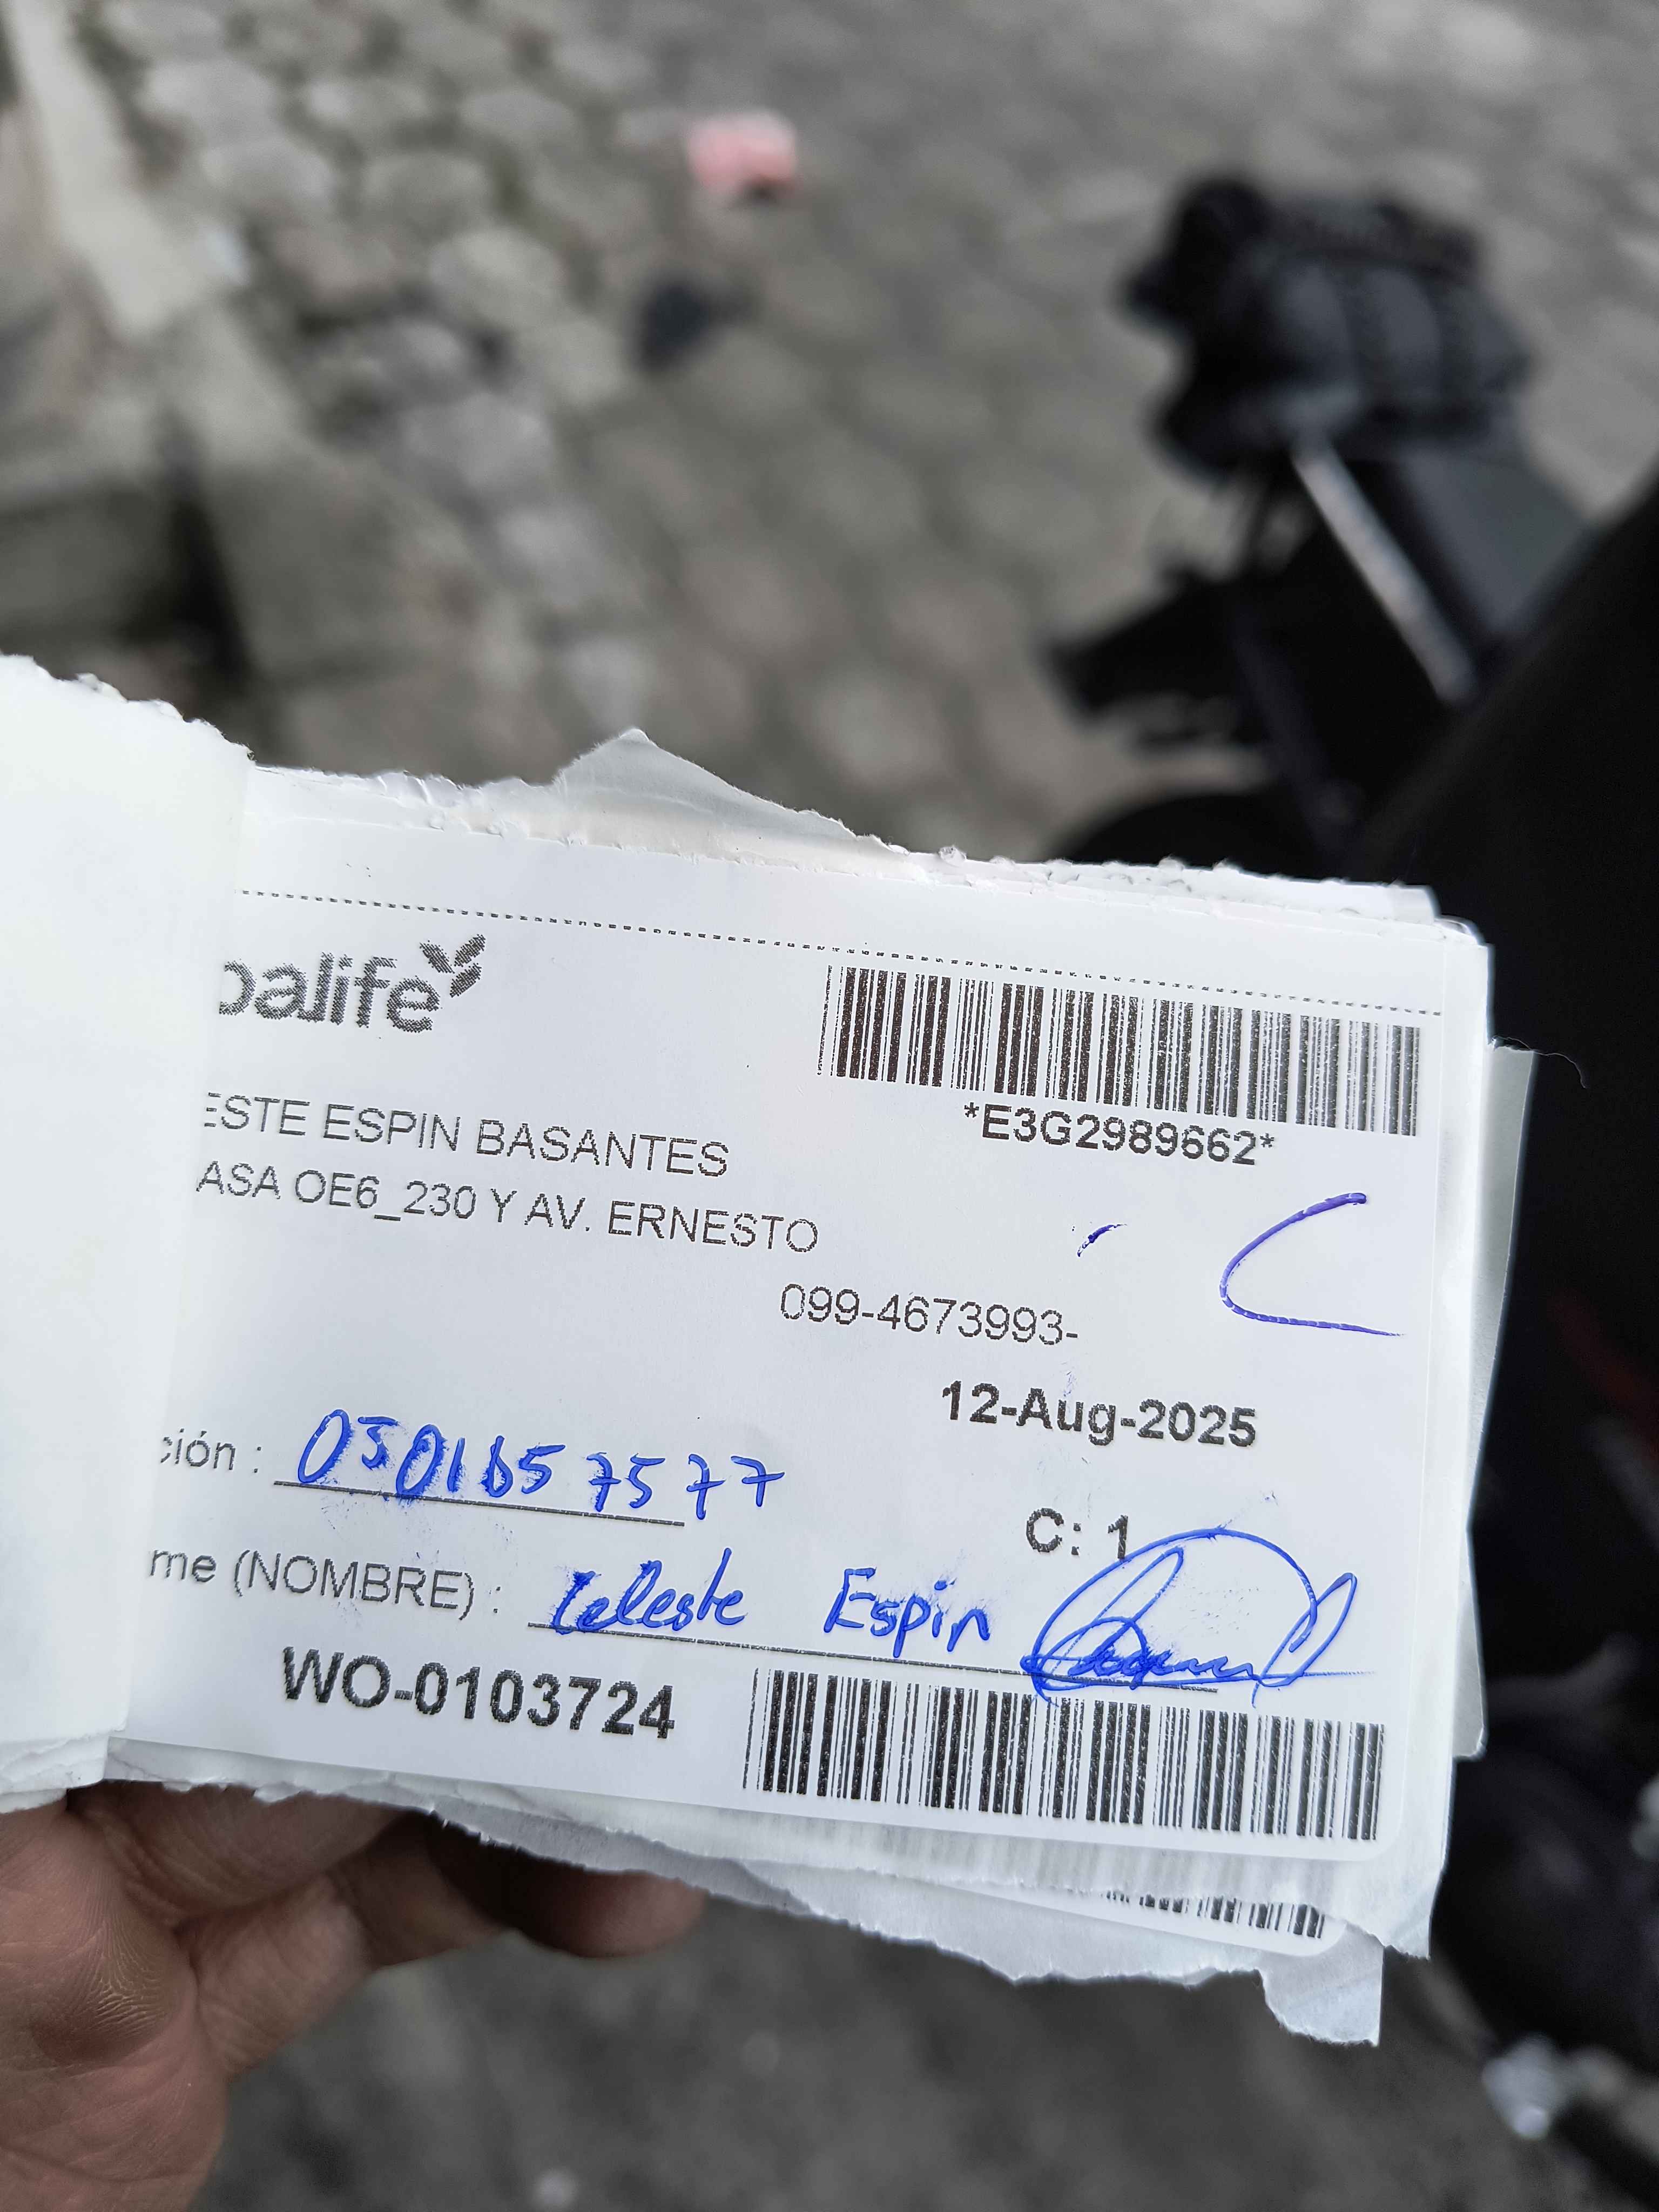 balife
ESTE ESPIN BASANTES
ASA OE6_230 Y AV. ERNESTO
*E3G2989662*
099-4673993-
12-Aug-2025
ción : 0501657577
C: 1
me (NOMBRE) : Celeste Espin
WO-0103724